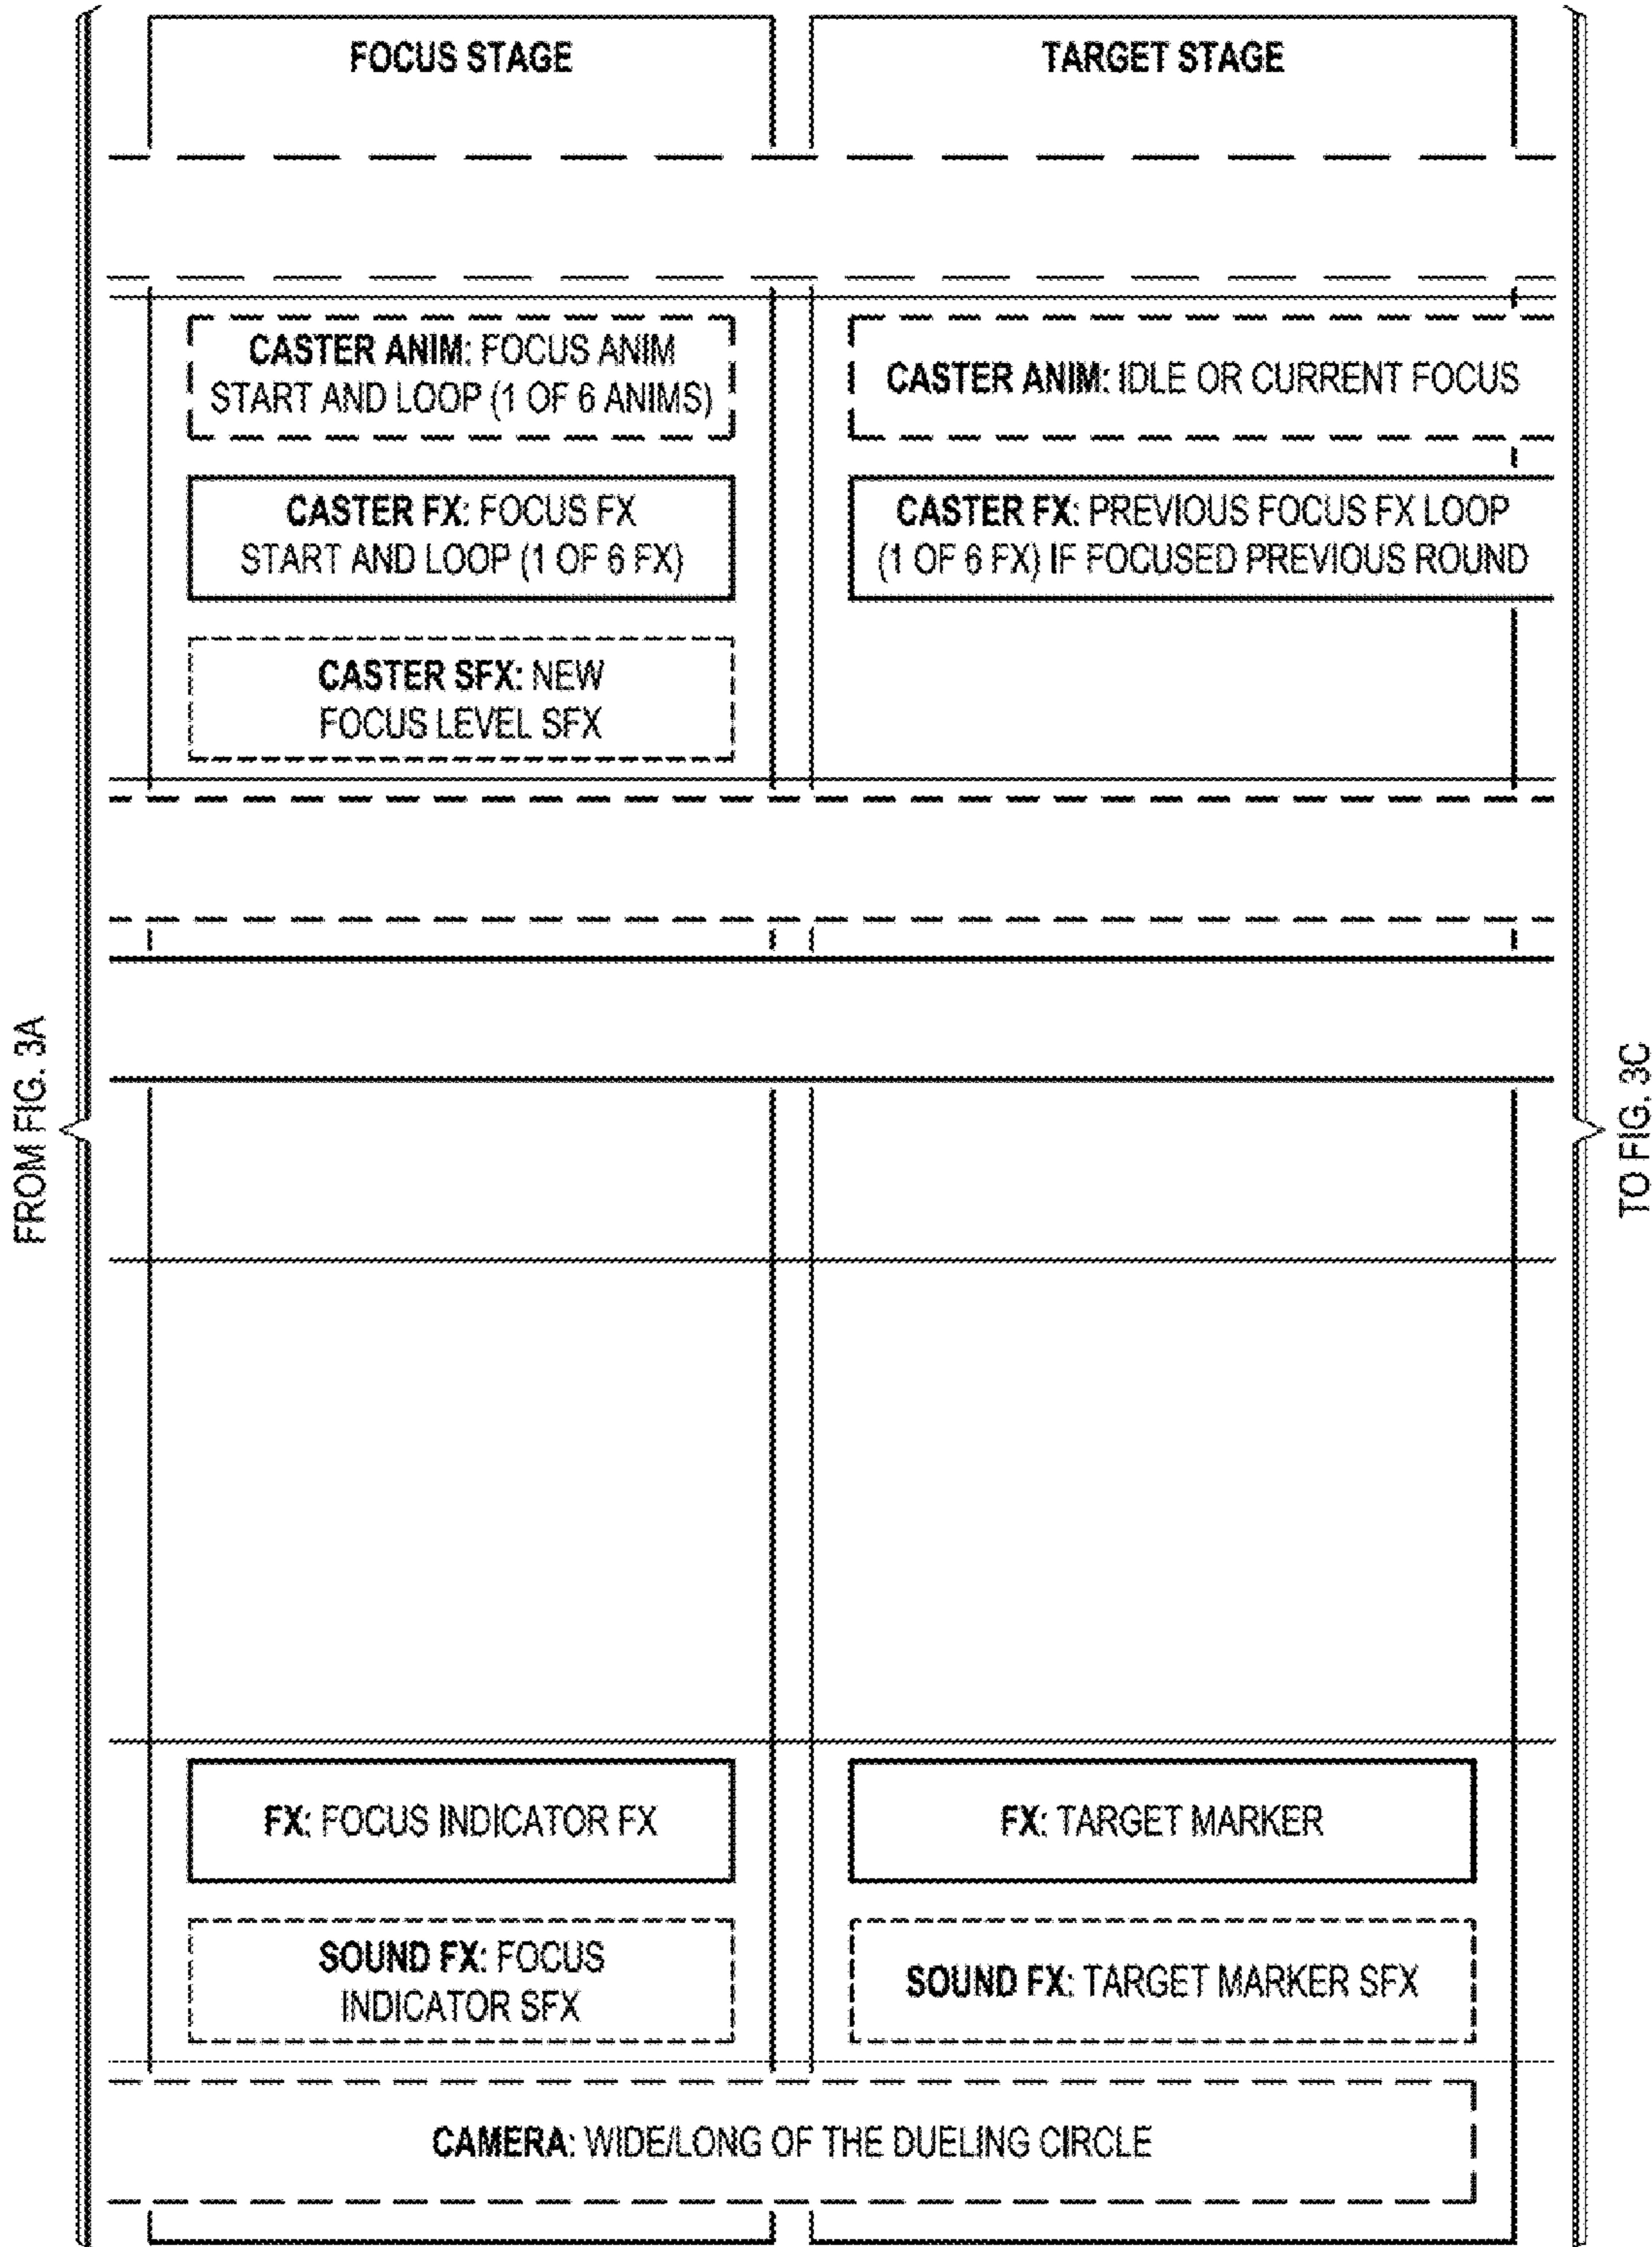 FOCUS STAGE
TARGET STAGE
CASTER ANIM: FOCUS ANIM
START AND LOOP (1 OF 6 ANIMS)
CASTER ANIM: IDLE OR CURRENT FOCUS
CASTER FX: FOCUS FX
START AND LOOP (1 OF 6 FX)
CASTER FX: PREVIOUS FOCUS FX LOOP
(1 OF 6 FX) IF FOCUSED PREVIOUS ROUND
CASTER SFX: NEW
FOCUS LEVEL SFX
FROM FIG. 3A
TO FIG. 3C
FX: FOCUS INDICATOR FX
FX: TARGET MARKER
SOUND FX: FOCUS
INDICATOR SFX
SOUND FX: TARGET MARKER SFX
CAMERA: WIDE/LONG OF THE DUELING CIRCLE